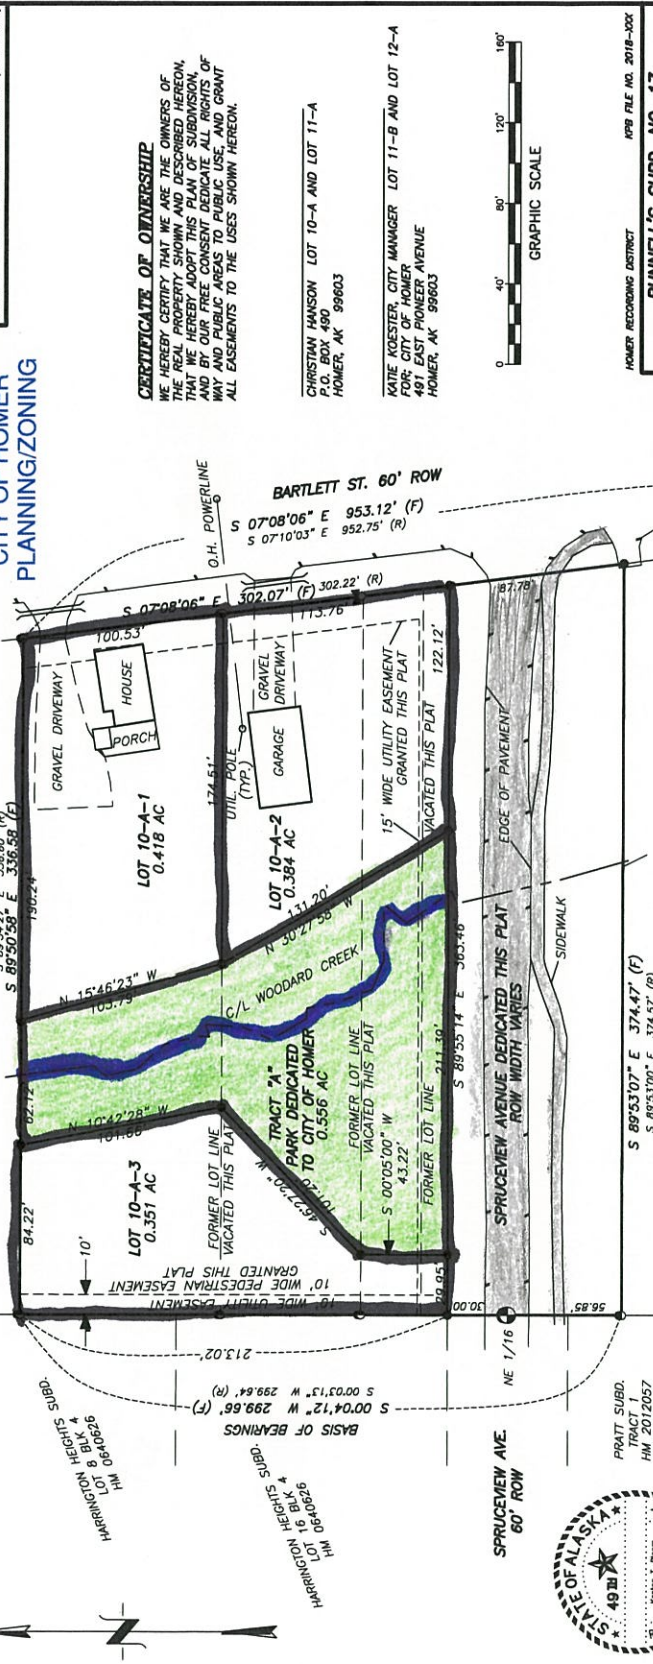 CITY OF HOMER
PLANNING/ZONING
CERTIFICATE OF OWNERSHIP
WE HEREBY CERTIFY THAT WE ARE THE OWNERS OF
THE REAL PROPERTY SHOWN AND DESCRIBED HEREON,
THAT WE HEREBY ADOPT THIS PLAN OF SUBDIVISION,
AND BY OUR FREE CONSENT DEDICATE ALL RIGHTS OF
WAY AND PUBLIC AREAS TO PUBLIC USE, AND GRANT
ALL EASEMENTS TO THE USES SHOWN HEREON.
CHRISTIAN HANSON LOT 10-A AND LOT 11-A
P.O. BOX 490
HOMER, AK 99603
KATIE KOESTER, CITY MANAGER LOT 11-B AND LOT 12-A
FOR; CITY OF HOMER
491 EAST PIONEER AVENUE
HOMER, AK 99603
0 40' 80' 120' 160'
GRAPHIC SCALE
HOMER RECORDING DISTRICT KPB FILE NO. 2018-XXX
BARTLETT ST. 60' ROW
S 07°08'06" E 953.12' (F)
S 07°10'03" E 952.75' (R)
O.H. POWERLINE
S 07°08'06" E 302.07' (F) 302.22' (R)
100.53'
113.76'
87.78'
S 89°50'58" E 336.58' (F)
190.24'
62.12'
84.22'
GRAVEL DRIVEWAY
HOUSE
PORCH
LOT 10-A-1
0.418 AC
174.51'
UTIL. POLE
(TYP.)
GRAVEL
DRIVEWAY
GARAGE
LOT 10-A-2
0.384 AC
15' WIDE UTILITY EASEMENT
GRANTED THIS PLAT
122.12'
VACATED THIS PLAT
N 15°46'23" W
103.79'
131.20'
N 30°27'58" W
C/L WOODARD CREEK
TRACT "A"
PARK DEDICATED
TO CITY OF HOMER
0.556 AC
FORMER LOT LINE
VACATED THIS PLAT
FORMER LOT LINE
211.39'
S 89°55'14" E 363.46'
S 00°05'00" W
43.22'
N 10°42'28" W
101.66'
S 46°27'20" W
101.20'
LOT 10-A-3
0.351 AC
FORMER LOT LINE
VACATED THIS PLAT
10'
10' WIDE PEDESTRIAN EASEMENT
GRANTED THIS PLAT
10' WIDE UTILITY EASEMENT
29.95'
30.00'
56.85'
213.02'
S 00°04'12" W 299.66' (F)
S 00°03'13" W 299.64' (R)
BASIS OF BEARINGS
EDGE OF PAVEMENT
SPRUCEVIEW AVENUE DEDICATED THIS PLAT
ROW WIDTH VARIES
SIDEWALK
S 89°53'07" E 374.47' (F)
S 89°53'00" E 374.57' (R)
NE 1/16
SPRUCEVIEW AVE.
60' ROW
HARRINGTON HEIGHTS SUBD.
LOT 8 BLK 4
HM 0640626
HARRINGTON HEIGHTS SUBD.
LOT 16 BLK 4
HM 0640626
PRATT SUBD.
TRACT 1
HM 2012057
N
STATE OF ALASKA
49TH